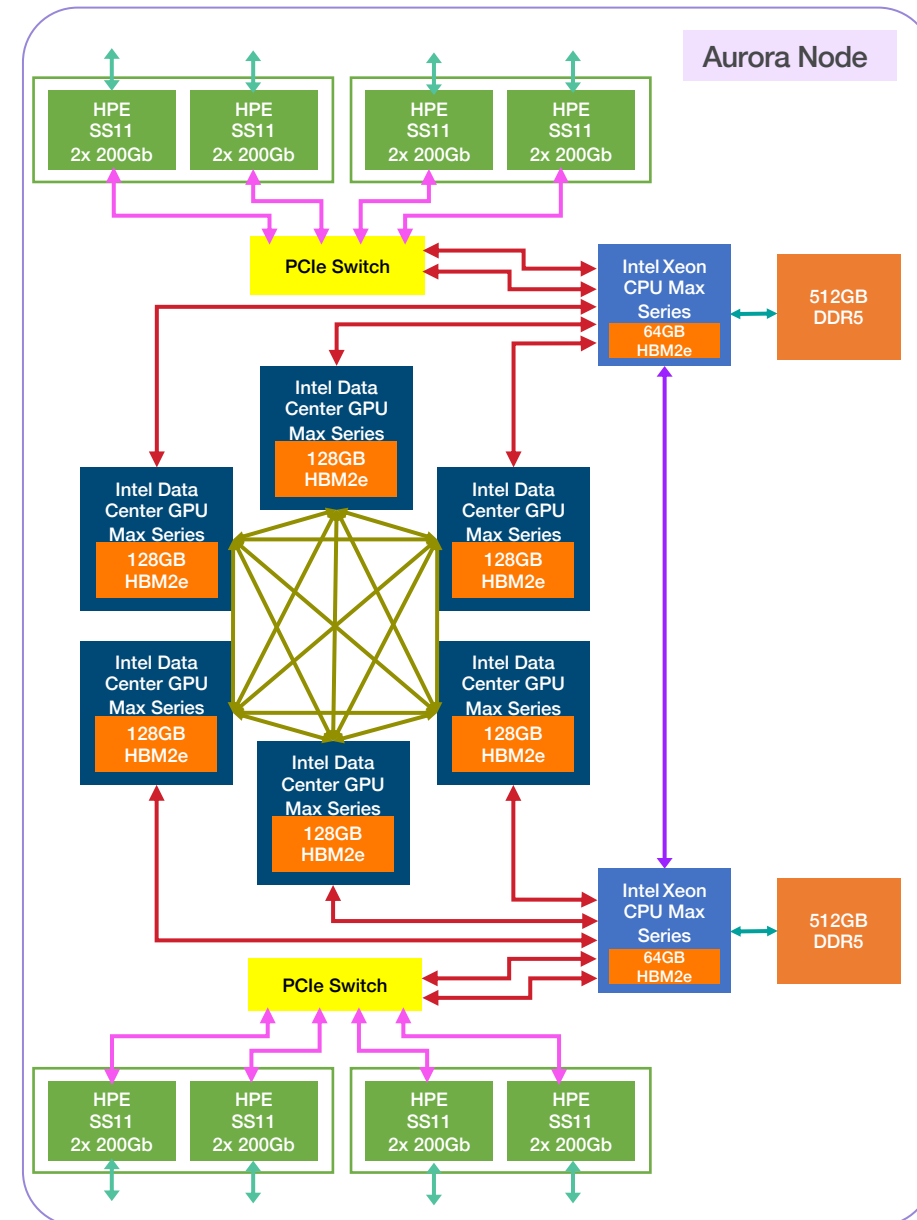 Aurora Node
HPE
SS11
2x 200Gb
HPE
SS11
2x 200Gb
HPE
SS11
2x 200Gb
HPE
SS11
2x 200Gb
PCIe Switch
Intel Xeon
CPU Max
Series
64GB
HBM2e
512GB
DDR5
Intel Data
Center GPU
Max Series
128GB
HBM2e
Intel Data
Center GPU
Max Series
128GB
HBM2e
Intel Data
Center GPU
Max Series
128GB
HBM2e
Intel Data
Center GPU
Max Series
128GB
HBM2e
Intel Data
Center GPU
Max Series
128GB
HBM2e
Intel Data
Center GPU
Max Series
128GB
HBM2e
Intel Xeon
CPU Max
Series
64GB
HBM2e
512GB
DDR5
PCIe Switch
HPE
SS11
2x 200Gb
HPE
SS11
2x 200Gb
HPE
SS11
2x 200Gb
HPE
SS11
2x 200Gb